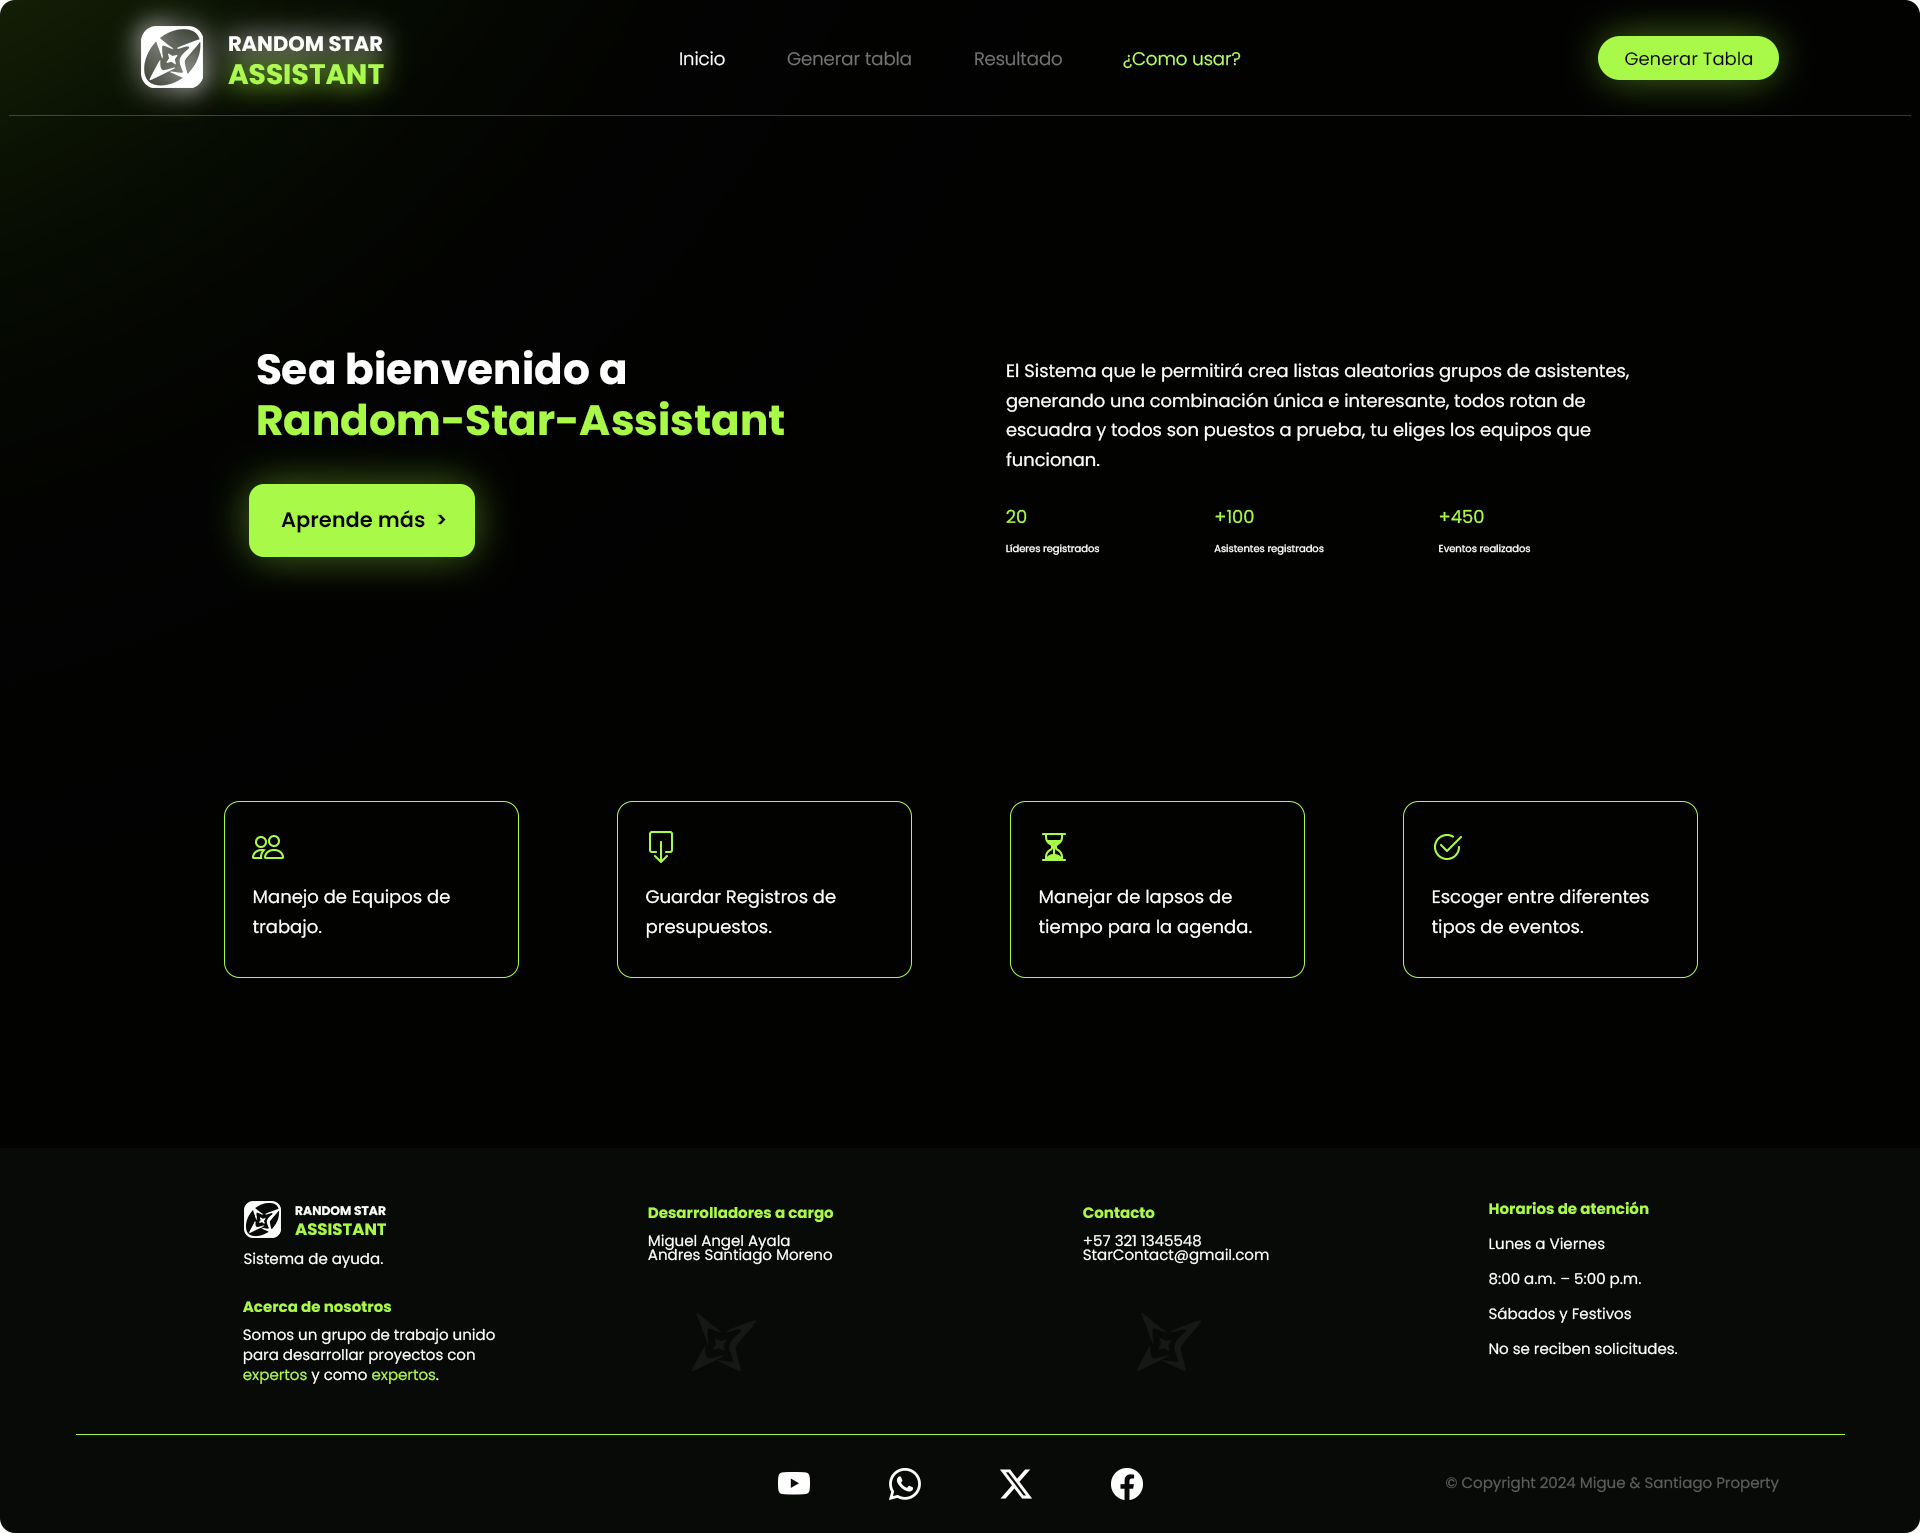 RANDOM STAR
ASSISTANT
Inicio
Generar tabla
Resultado
¿Como usar?
Generar Tabla
Sea bienvenido a
Random-Star-Assistant
Aprende más >
El Sistema que le permitirá crea listas aleatorias grupos de asistentes,
generando una combinación única e interesante, todos rotan de
escuadra y todos son puestos a prueba, tu eliges los equipos que
funcionan.
20
Líderes registrados
+100
Asistentes registrados
+450
Eventos realizados
Manejo de Equipos de
trabajo.
Guardar Registros de
presupuestos.
Manejar de lapsos de
tiempo para la agenda.
Escoger entre diferentes
tipos de eventos.
RANDOM STAR
ASSISTANT
Sistema de ayuda.
Acerca de nosotros
Somos un grupo de trabajo unido
para desarrollar proyectos con
expertos y como expertos.
Desarrolladores a cargo
Miguel Angel Ayala
Andres Santiago Moreno
Contacto
+57 321 1345548
StarContact@gmail.com
Horarios de atención
Lunes a Viernes
8:00 a.m. – 5:00 p.m.
Sábados y Festivos
No se reciben solicitudes.
© Copyright 2024 Migue & Santiago Property